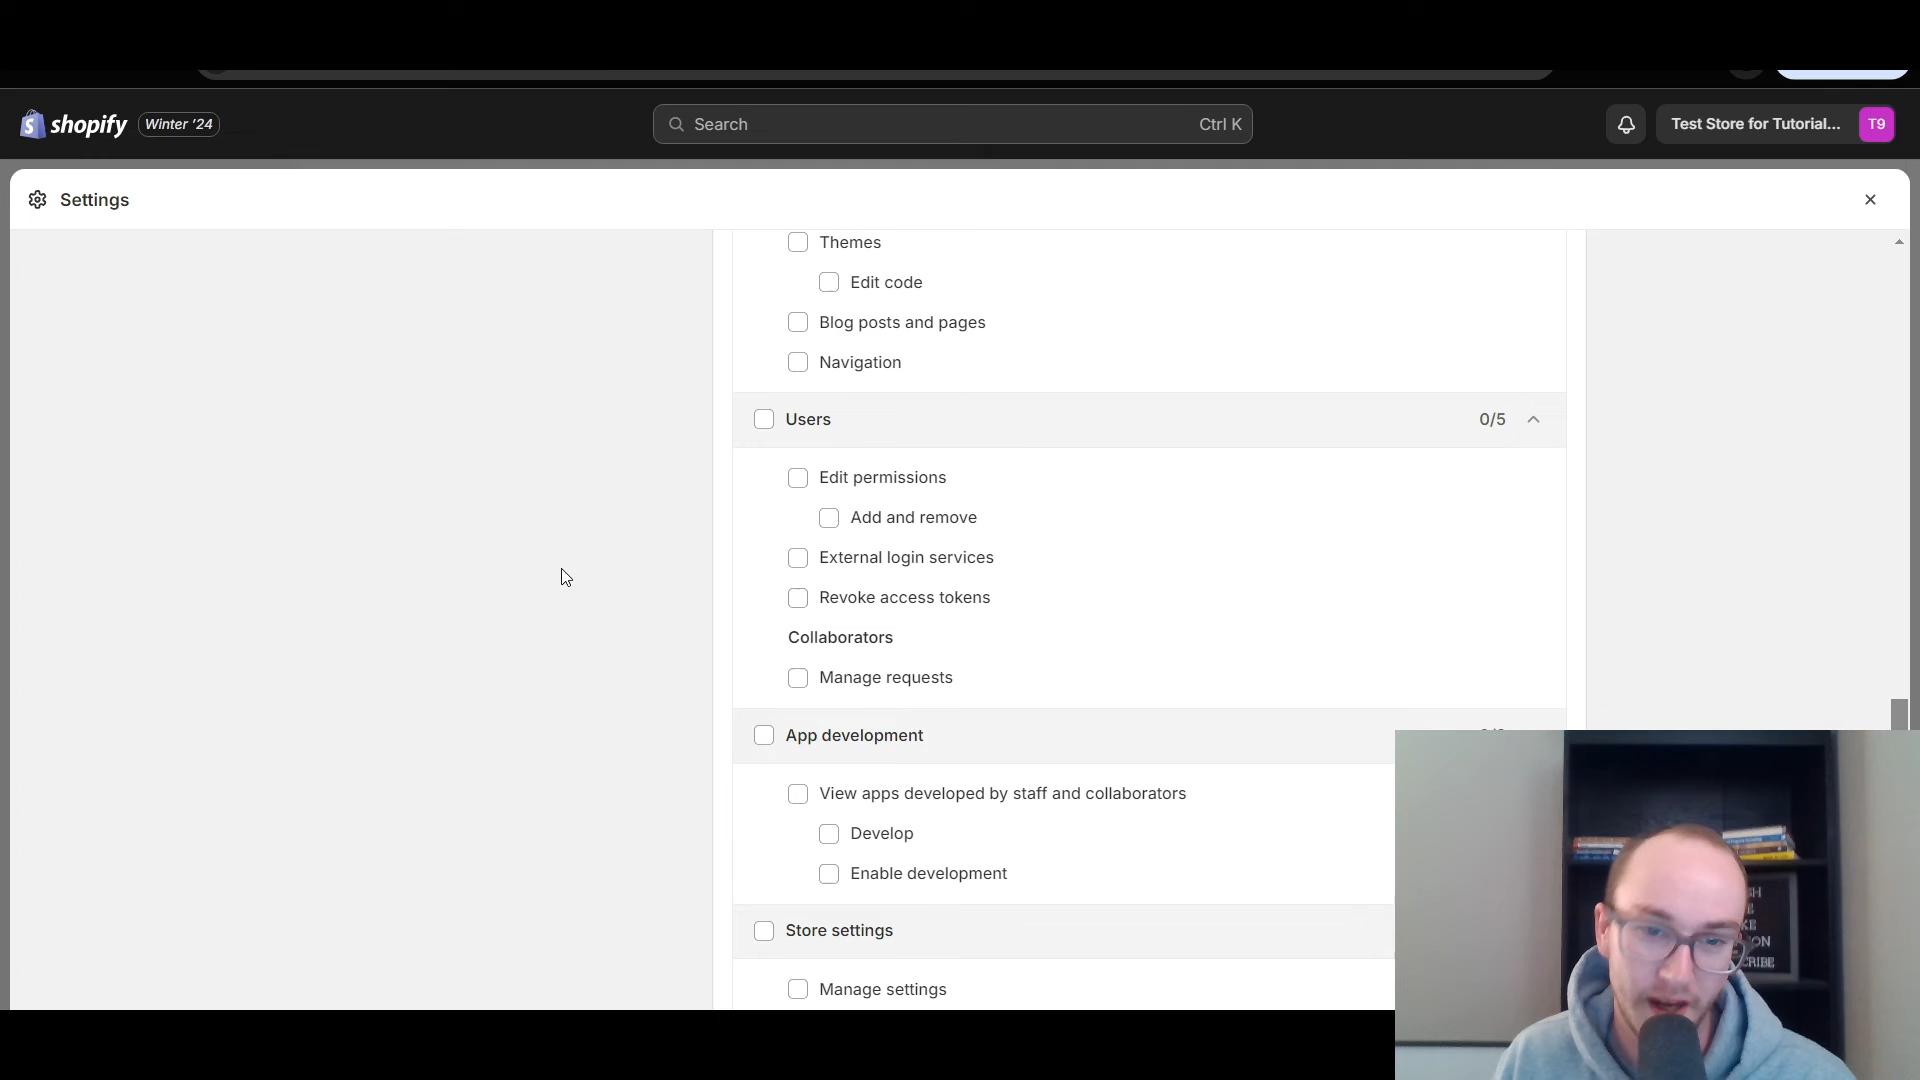 shopify Winter '24 Search Ctrl K Test Store for Tutorial... T9
Settings
Themes
Edit code
Blog posts and pages
Navigation
Users 0/5
Edit permissions
Add and remove
External login services
Revoke access tokens
Collaborators
Manage requests
App development
View apps developed by staff and collaborators
Develop
Enable development
Store settings
Manage settings